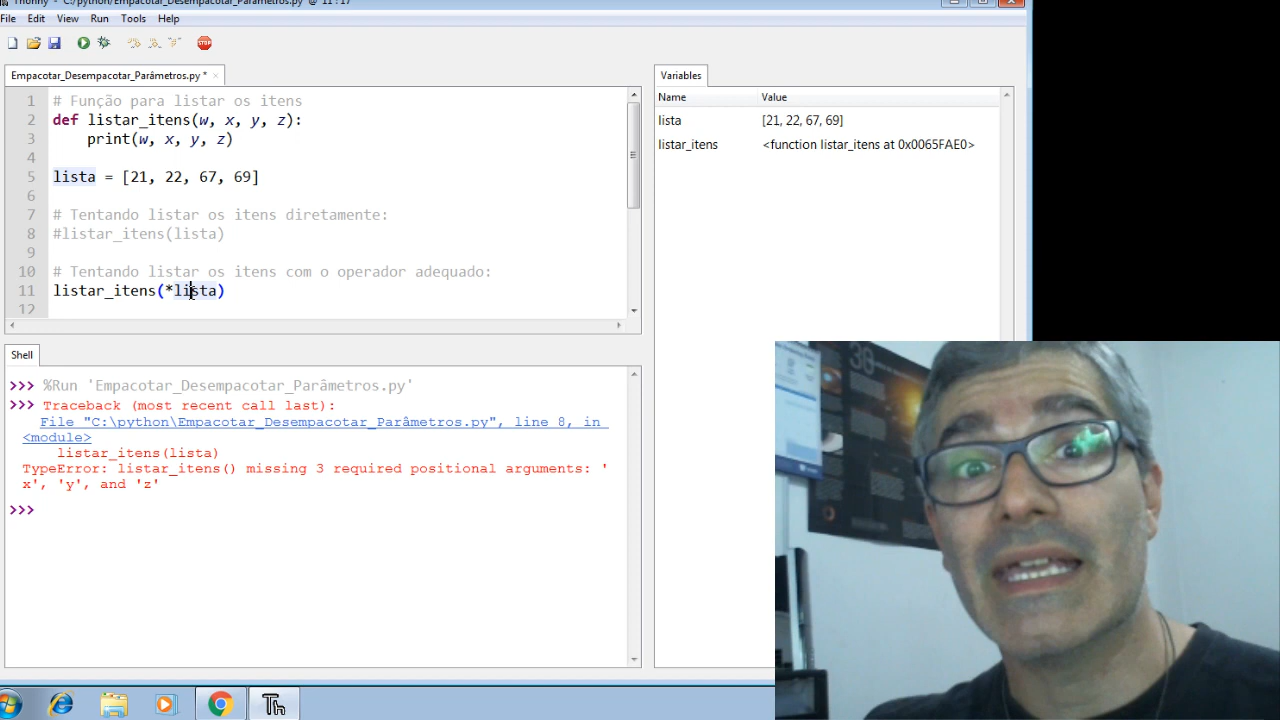 Thonny - C:\python\Empacotar_Desempacotar_Parâmetros.py @ 11:17
File Edit View Run Tools Help
STOP
Empacotar_Desempacotar_Parâmetros.py * ×
1 # Função para listar os itens
2 def listar_itens(w, x, y, z):
3 print(w, x, y, z)
4
5 lista = [21, 22, 67, 69]
6
7 # Tentando listar os itens diretamente:
8 #listar_itens(lista)
9
10 # Tentando listar os itens com o operador adequado:
11 listar_itens(*lista)
12
Shell
>>> %Run 'Empacotar_Desempacotar_Parâmetros.py'
>>> Traceback (most recent call last):
File "C:\python\Empacotar_Desempacotar_Parâmetros.py", line 8, in
<module>
listar_itens(lista)
TypeError: listar_itens() missing 3 required positional arguments: '
x', 'y', and 'z'
>>>
Variables
Name Value
lista [21, 22, 67, 69]
listar_itens <function listar_itens at 0x0065FAE0>
Th